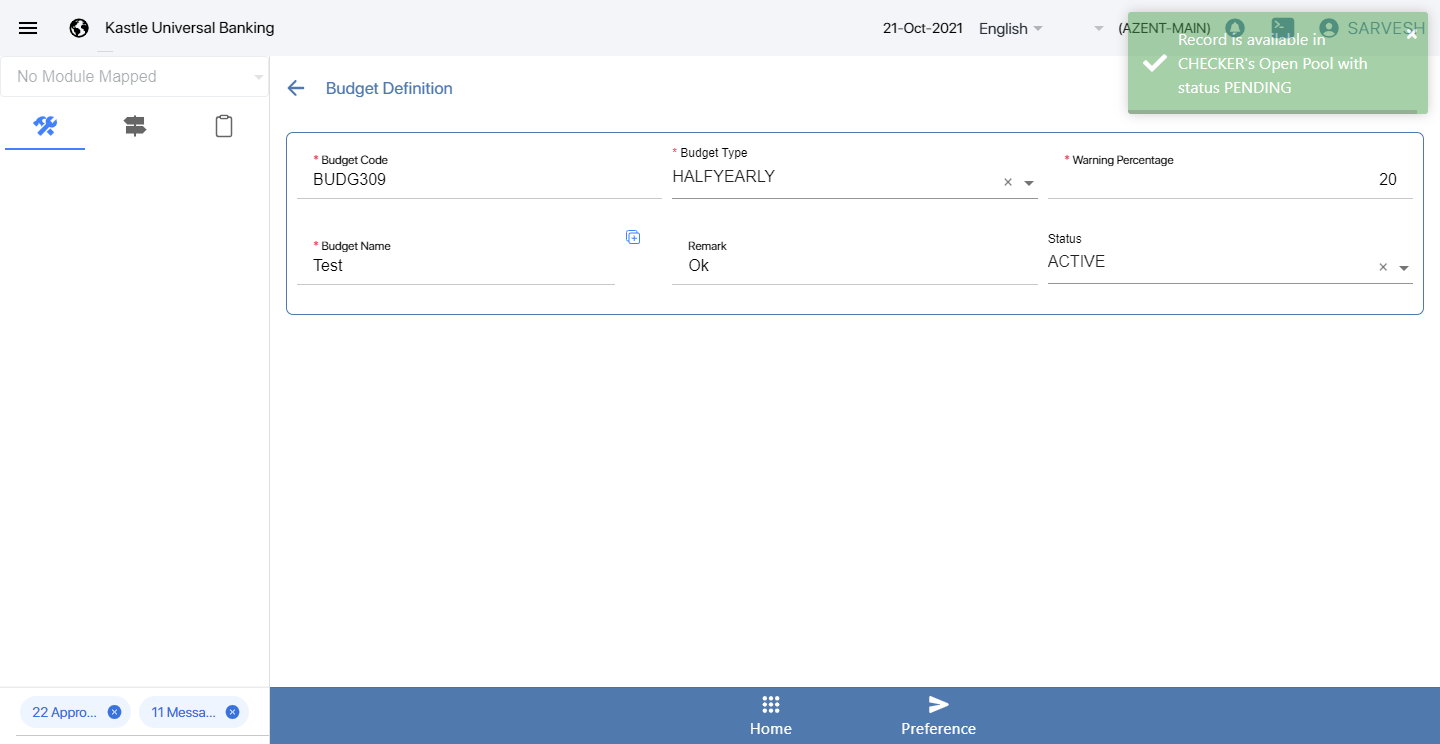 Kastle Universal Banking
21-Oct-2021
English
(AZENT-MAIN)
SARVESH
Record is available in
CHECKER's Open Pool with
status PENDING
No Module Mapped
Budget Definition
* Budget Code
BUDG309
* Budget Type
HALFYEARLY
* Warning Percentage
20
* Budget Name
Test
Remark
Ok
Status
ACTIVE
22 Appro...
11 Messa...
Home
Preference